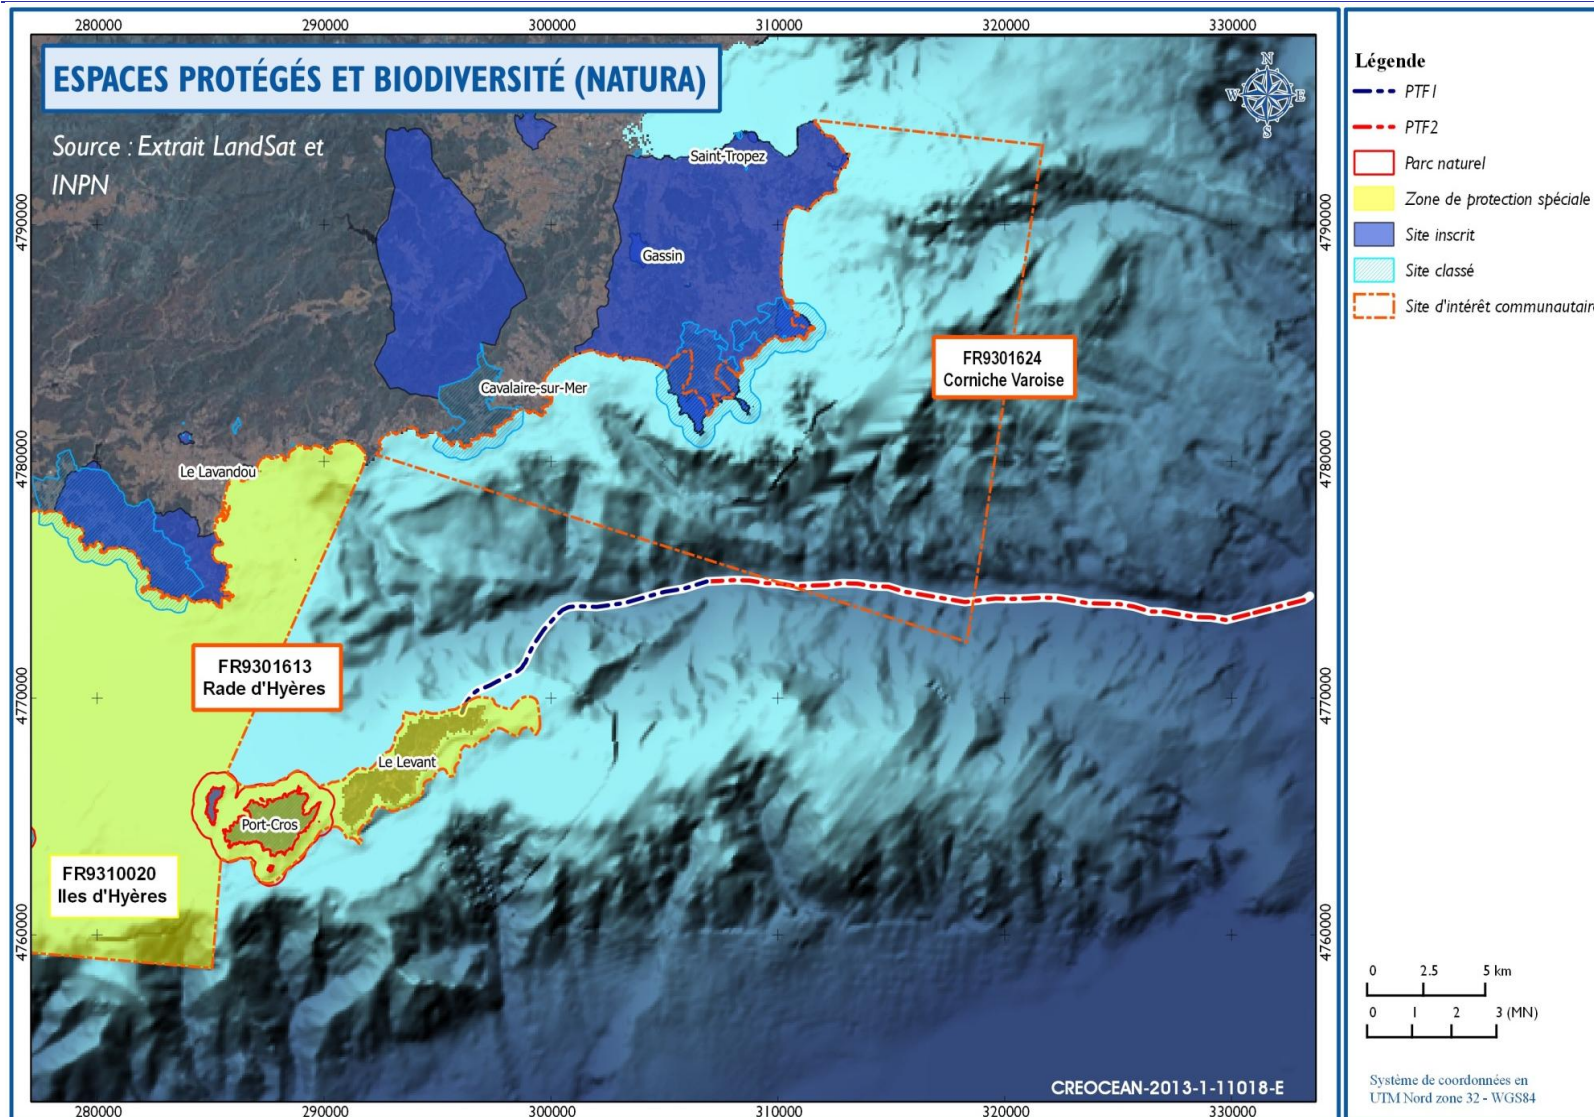 280000
290000
300000
310000
320000
330000
ESPACES PROTÉGÉS ET BIODIVERSITÉ (NATURA)
Source : Extrait LandSat et
INPN
N
W E
S
Saint-Tropez
4790000
4790000
Gassin
FR9301624
Corniche Varoise
Cavalaire-sur-Mer
4780000
4780000
Le Lavandou
FR9301613
Rade d'Hyères
4770000
4770000
Le Levant
Port-Cros
FR9310020
Iles d'Hyères
4760000
4760000
CREOCEAN-2013-1-11018-E
280000
290000
300000
310000
320000
330000
Légende
PTF1
PTF2
Parc naturel
Zone de protection spéciale
Site inscrit
Site classé
Site d'intérêt communautaire
0 2.5 5 km
0 1 2 3 (MN)
Système de coordonnées en
UTM Nord zone 32 - WGS84